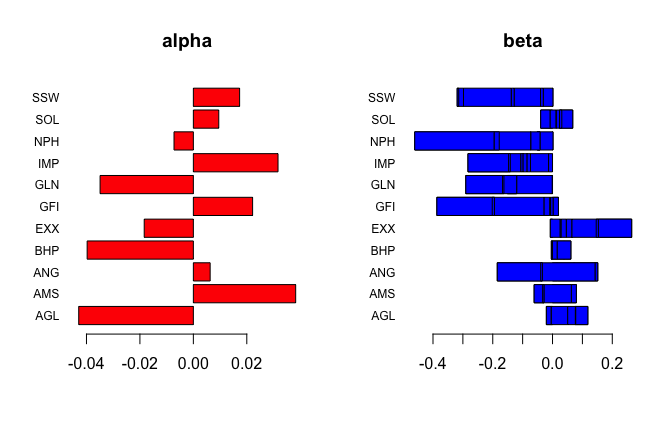 alpha
SSW
SOL
NPH
IMP
GLN
GFI
EXX
BHP
ANG
AMS
AGL
-0.04 -0.02 0.00 0.02
beta
SSW
SOL
NPH
IMP
GLN
GFI
EXX
BHP
ANG
AMS
AGL
-0.4 -0.2 0.0 0.2